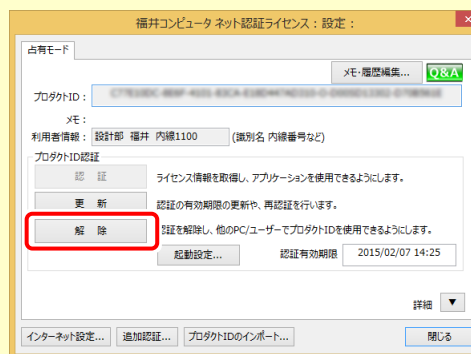 福井コンピュータ ネット認証ライセンス：設定：
占有モード
メモ・履歴編集... Q&A
プロダクトID：
メモ：
利用者情報： 設計部 福井 内線1100 (識別名 内線番号など)
プロダクトID認証
認 証 ライセンス情報を取得し、アプリケーションを使用できるようにします。
更 新 認証の有効期限の更新や、再認証を行います。
解 除 認証を解除し、他のPC/ユーザーでプロダクトIDを使用できるようにします。
起動設定... 認証有効期限 2015/02/07 14:25
詳細 ▼
インターネット設定... 追加認証... プロダクトIDのインポート... 閉じる